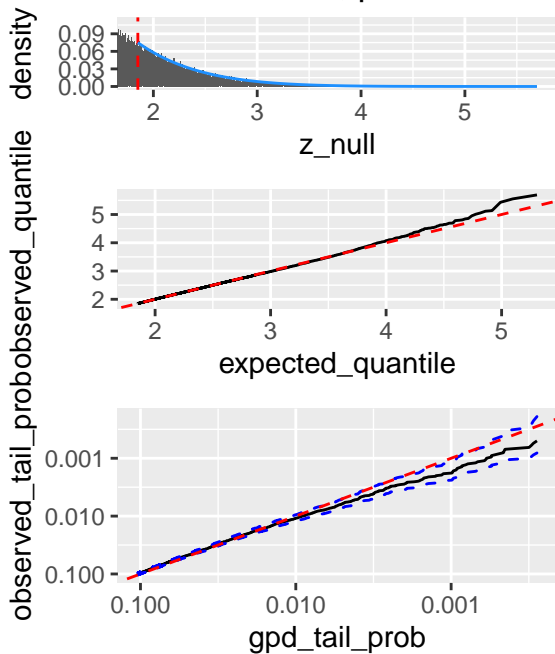 density
0.09
0.06
0.03
0.00
2 3 4 5
z_null
observed_quantile
5
4
3
2
2 3 4 5
expected_quantile
observed_tail_prob
0.001
0.010
0.100
0.100 0.010 0.001
gpd_tail_prob